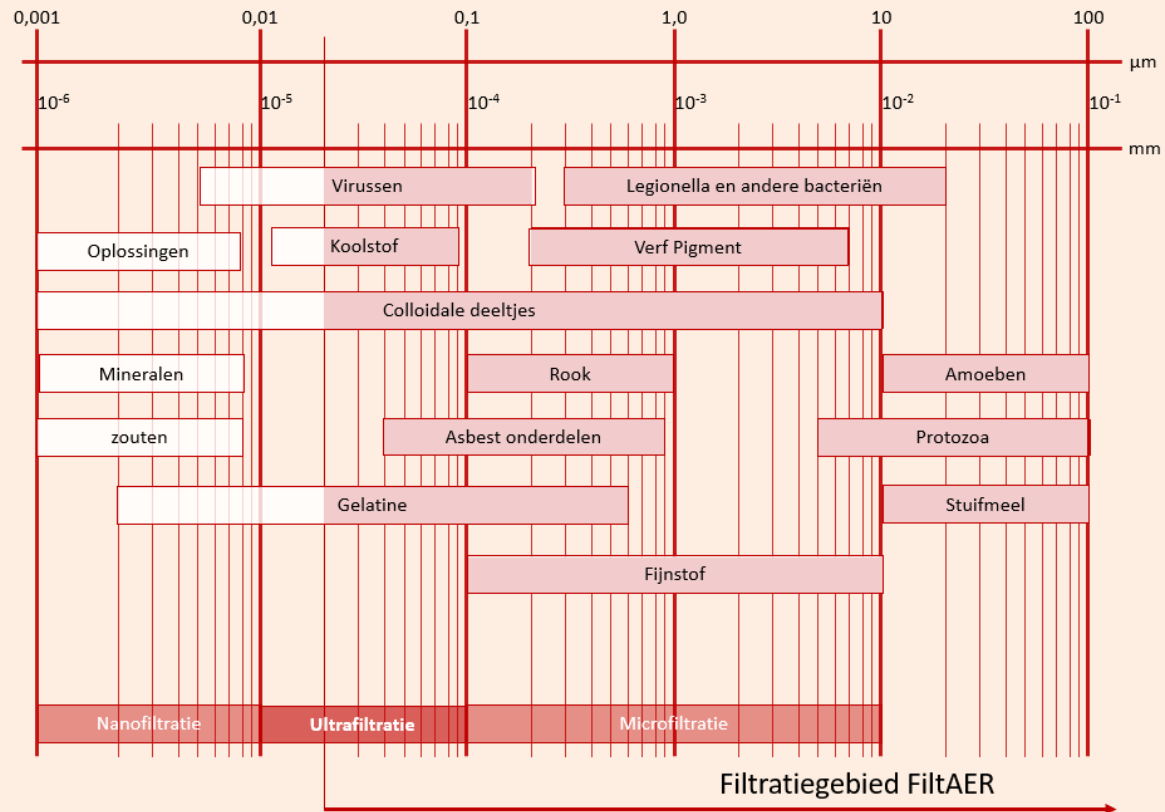 0,001 0,01 0,1 1,0 10 100
µm
10⁻⁶ 10⁻⁵ 10⁻⁴ 10⁻³ 10⁻² 10⁻¹
mm
Virussen Legionella en andere bacteriën
Oplossingen Koolstof Verf Pigment
Colloidale deeltjes
Mineralen Rook Amoeben
zouten Asbest onderdelen Protozoa
Gelatine Stuifmeel
Fijnstof
Nanofiltratie Ultrafiltratie Microfiltratie
Filtratiegebied FiltAER